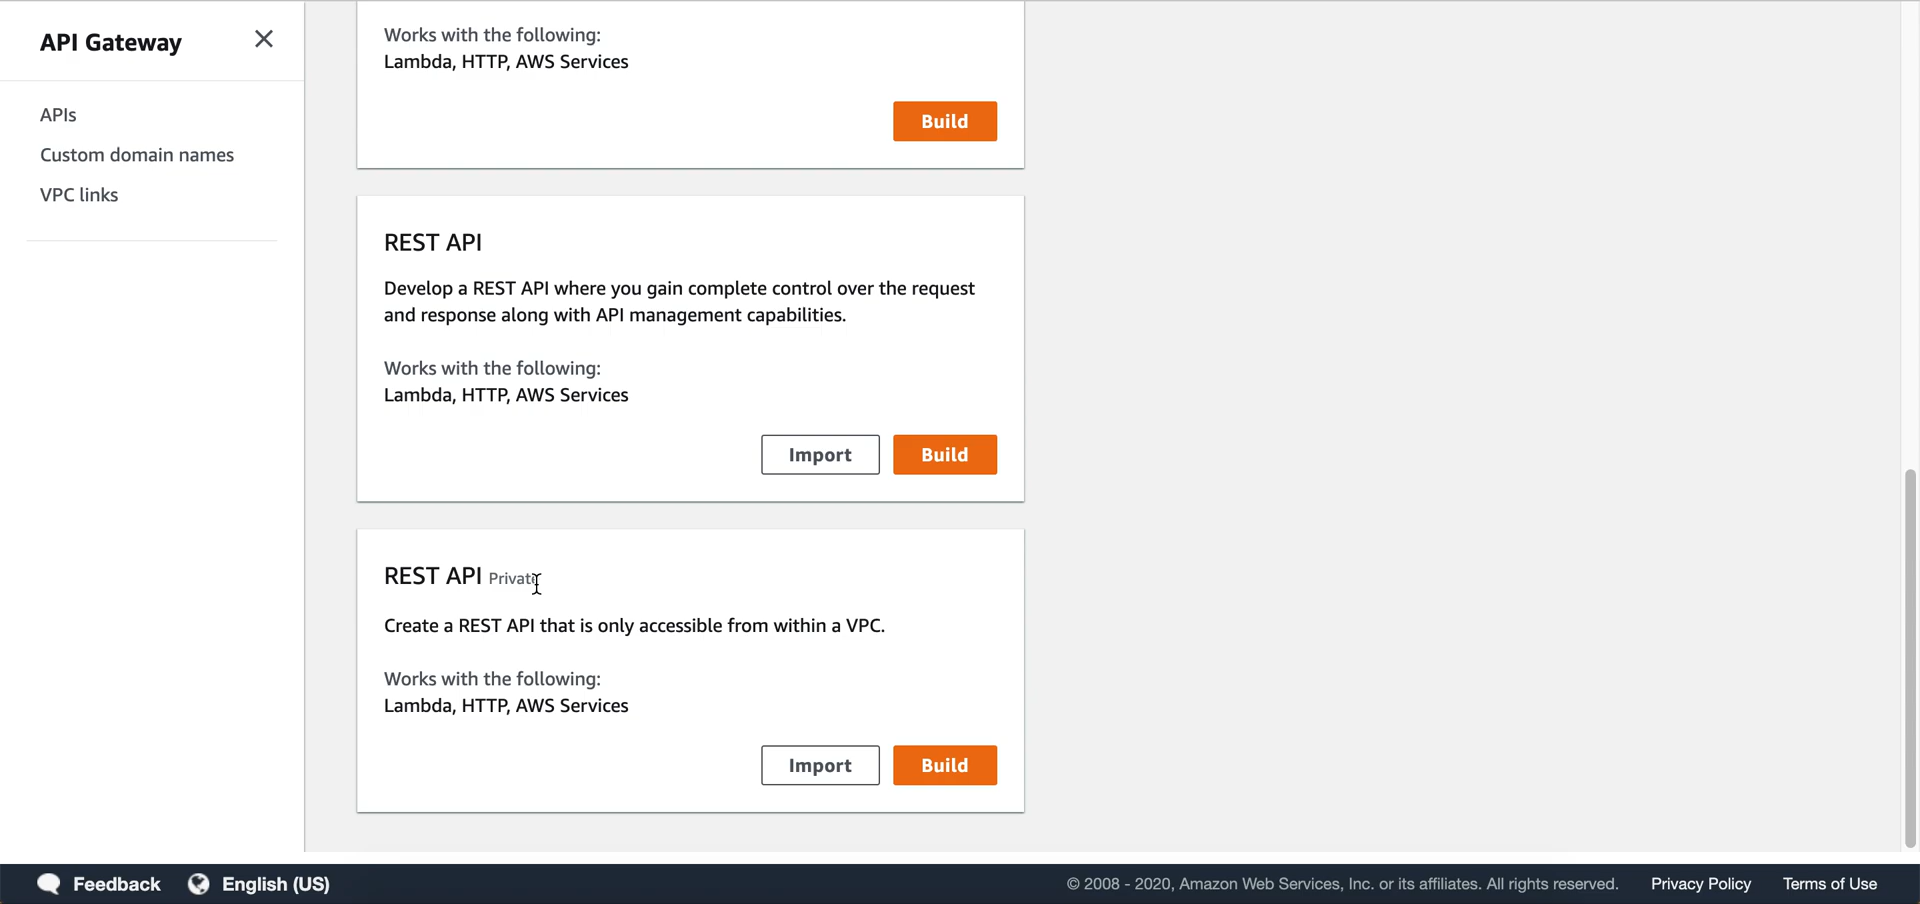 API Gateway
APIs
Custom domain names
VPC links
Works with the following:
Lambda, HTTP, AWS Services
Build
REST API
Develop a REST API where you gain complete control over the request
and response along with API management capabilities.
Works with the following:
Lambda, HTTP, AWS Services
Import Build
REST API Private
Create a REST API that is only accessible from within a VPC.
Works with the following:
Lambda, HTTP, AWS Services
Import Build
Feedback English (US) © 2008 - 2020, Amazon Web Services, Inc. or its affiliates. All rights reserved. Privacy Policy Terms of Use